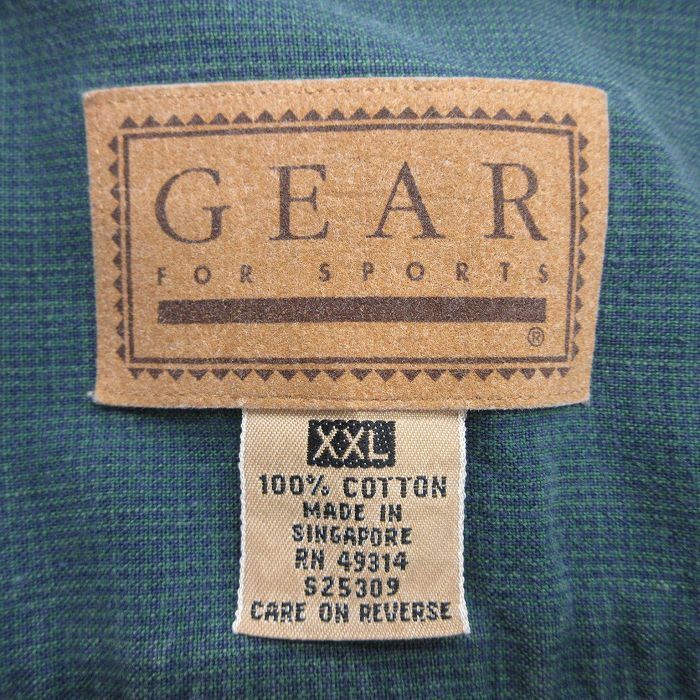 GEAR
FOR SPORTS
®
XXL
100% COTTON
MADE IN
SINGAPORE
RN 49314
S25309
CARE ON REVERSE